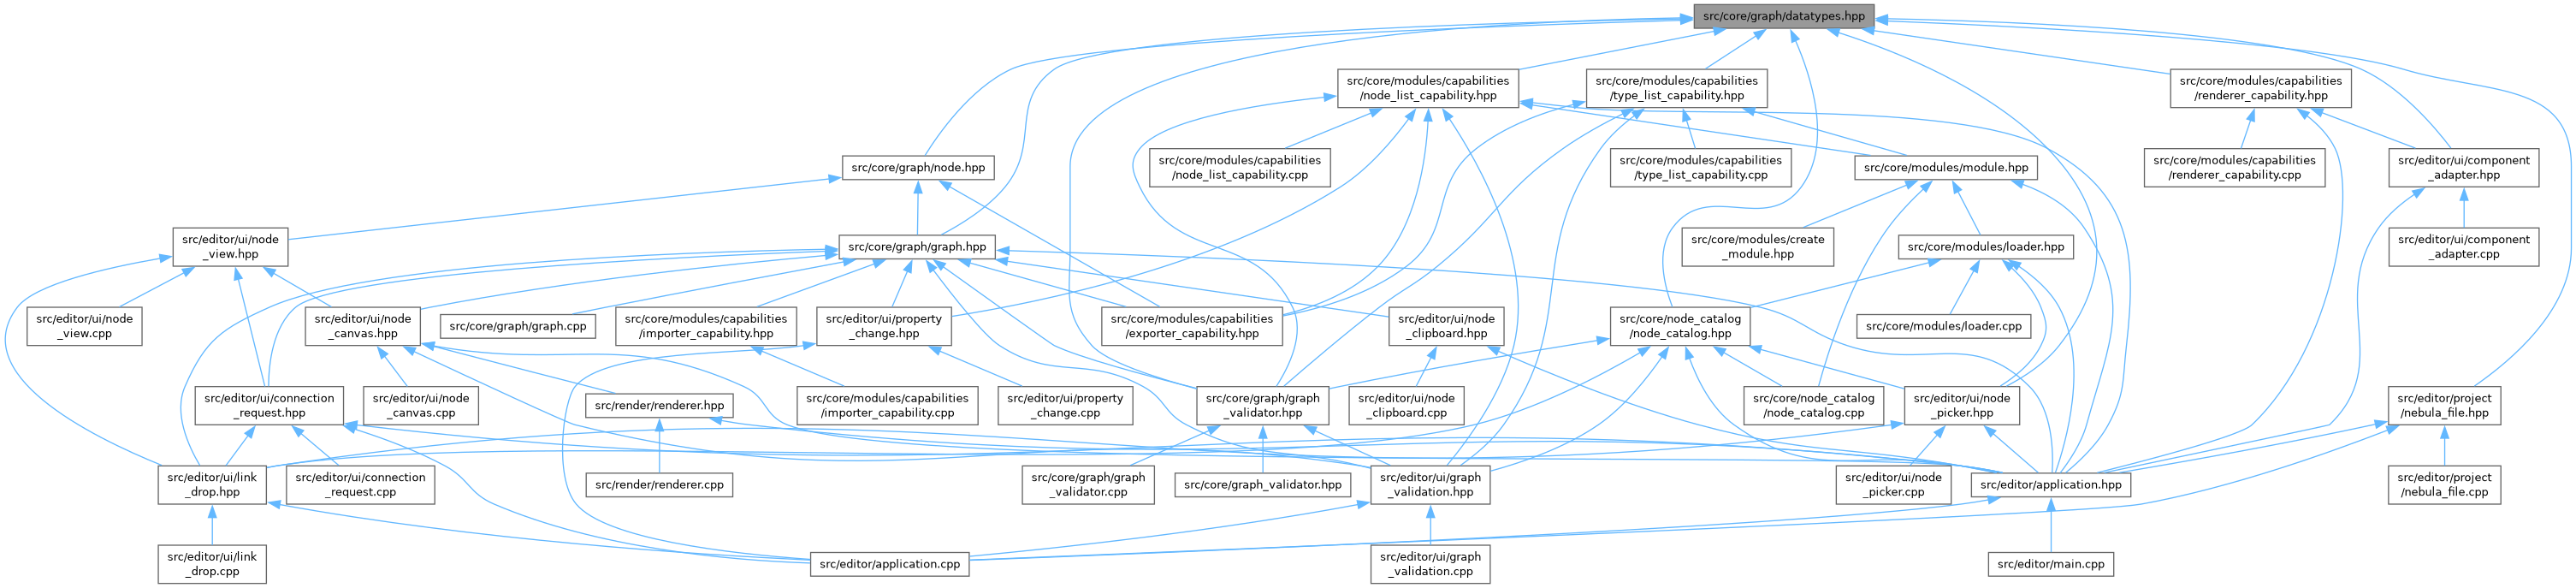 src/core/graph/datatypes.hpp
src/core/modules/capabilities
/node_list_capability.hpp
src/core/modules/capabilities
/type_list_capability.hpp
src/core/modules/capabilities
/renderer_capability.hpp
src/core/graph/node.hpp
src/core/modules/capabilities
/node_list_capability.cpp
src/core/modules/capabilities
/type_list_capability.cpp
src/core/modules/module.hpp
src/core/modules/capabilities
/renderer_capability.cpp
src/editor/ui/component
_adapter.hpp
src/editor/ui/node
_view.hpp
src/core/graph/graph.hpp
src/core/modules/create
_module.hpp
src/core/modules/loader.hpp
src/editor/ui/component
_adapter.cpp
src/editor/ui/node
_view.cpp
src/editor/ui/node
_canvas.hpp
src/core/graph/graph.cpp
src/core/modules/capabilities
/importer_capability.hpp
src/editor/ui/property
_change.hpp
src/core/modules/capabilities
/exporter_capability.hpp
src/editor/ui/node
_clipboard.hpp
src/core/node_catalog
/node_catalog.hpp
src/core/modules/loader.cpp
src/editor/ui/connection
_request.hpp
src/editor/ui/node
_canvas.cpp
src/render/renderer.hpp
src/core/modules/capabilities
/importer_capability.cpp
src/editor/ui/property
_change.cpp
src/core/graph/graph
_validator.hpp
src/editor/ui/node
_clipboard.cpp
src/core/node_catalog
/node_catalog.cpp
src/editor/ui/node
_picker.hpp
src/editor/project
/nebula_file.hpp
src/editor/ui/link
_drop.hpp
src/editor/ui/connection
_request.cpp
src/render/renderer.cpp
src/core/graph/graph
_validator.cpp
src/core/graph_validator.hpp
src/editor/ui/graph
_validation.hpp
src/editor/ui/node
_picker.cpp
src/editor/application.hpp
src/editor/project
/nebula_file.cpp
src/editor/ui/link
_drop.cpp
src/editor/application.cpp
src/editor/ui/graph
_validation.cpp
src/editor/main.cpp